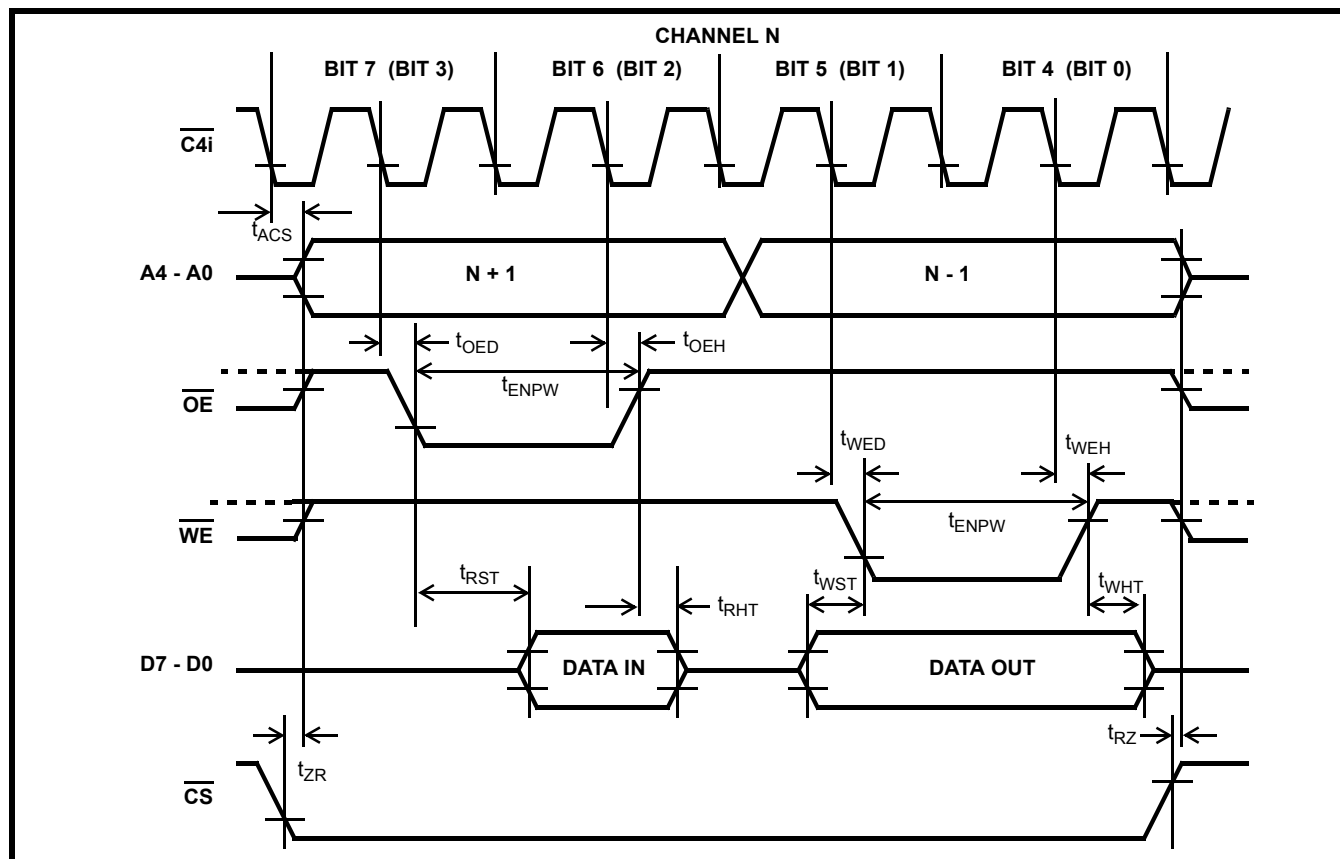 CHANNEL N
BIT 7 (BIT 3) BIT 6 (BIT 2) BIT 5 (BIT 1) BIT 4 (BIT 0)
C4i
tACS
A4 - A0 N + 1 N - 1
tOED tOEH
tENPW
OE
tWED tWEH
tENPW
WE
tRST tWST tWHT
tRHT
D7 - D0 DATA IN DATA OUT
tRZ
tZR
CS